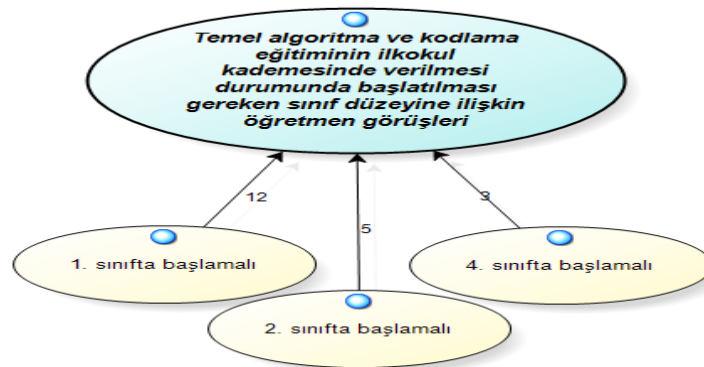 Temel algoritma ve kodlama
eğitiminin ilkokul
kademesinde verilmesi
durumunda başlatılması
gereken sınıf düzeyine ilişkin
öğretmen görüşleri
12
5
3
1. sınıfta başlamalı
4. sınıfta başlamalı
2. sınıfta başlamalı